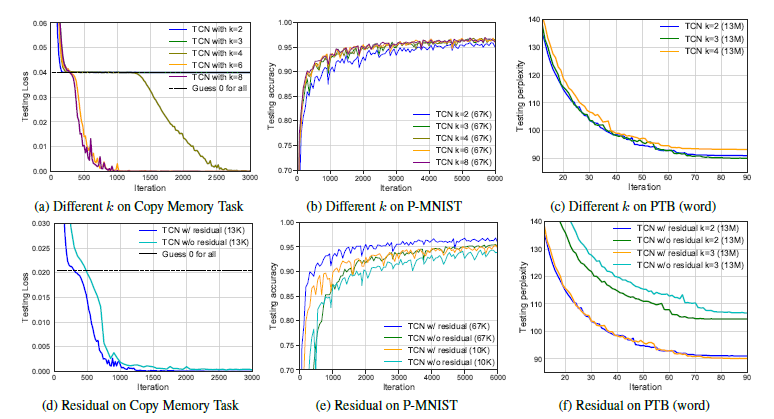 0.06
0.05
0.04
0.03
0.02
0.01
0.00
Testing Loss
0 500 1000 1500 2000 2500 3000
Iteration
TCN with k=2
TCN with k=3
TCN with k=4
TCN with k=6
TCN with k=8
Guess 0 for all
(a) Different k on Copy Memory Task
1.00
0.95
0.90
0.85
0.80
0.75
0.70
Testing accuracy
0 1000 2000 3000 4000 5000 6000
Iteration
TCN k=2 (67K)
TCN k=3 (67K)
TCN k=4 (67K)
TCN k=6 (67K)
TCN k=8 (67K)
(b) Different k on P-MNIST
140
130
120
110
100
90
Testing perplexity
20 30 40 50 60 70 80 90
Iteration
TCN k=2 (13M)
TCN k=3 (13M)
TCN k=4 (13M)
(c) Different k on PTB (word)
0.030
0.025
0.020
0.015
0.010
0.005
0.000
Testing Loss
0 500 1000 1500 2000 2500 3000
Iteration
TCN w/ residual (13K)
TCN w/o residual (13K)
Guess 0 for all
(d) Residual on Copy Memory Task
1.00
0.95
0.90
0.85
0.80
0.75
0.70
Testing accuracy
0 1000 2000 3000 4000 5000 6000
Iteration
TCN w/ residual (67K)
TCN w/o residual (67K)
TCN w/ residual (10K)
TCN w/o residual (10K)
(e) Residual on P-MNIST
140
130
120
110
100
90
Testing perplexity
20 30 40 50 60 70 80 90
Iteration
TCN w/ residual k=2 (13M)
TCN w/o residual k=2 (13M)
TCN w/ residual k=3 (13M)
TCN w/o residual k=3 (13M)
(f) Residual on PTB (word)